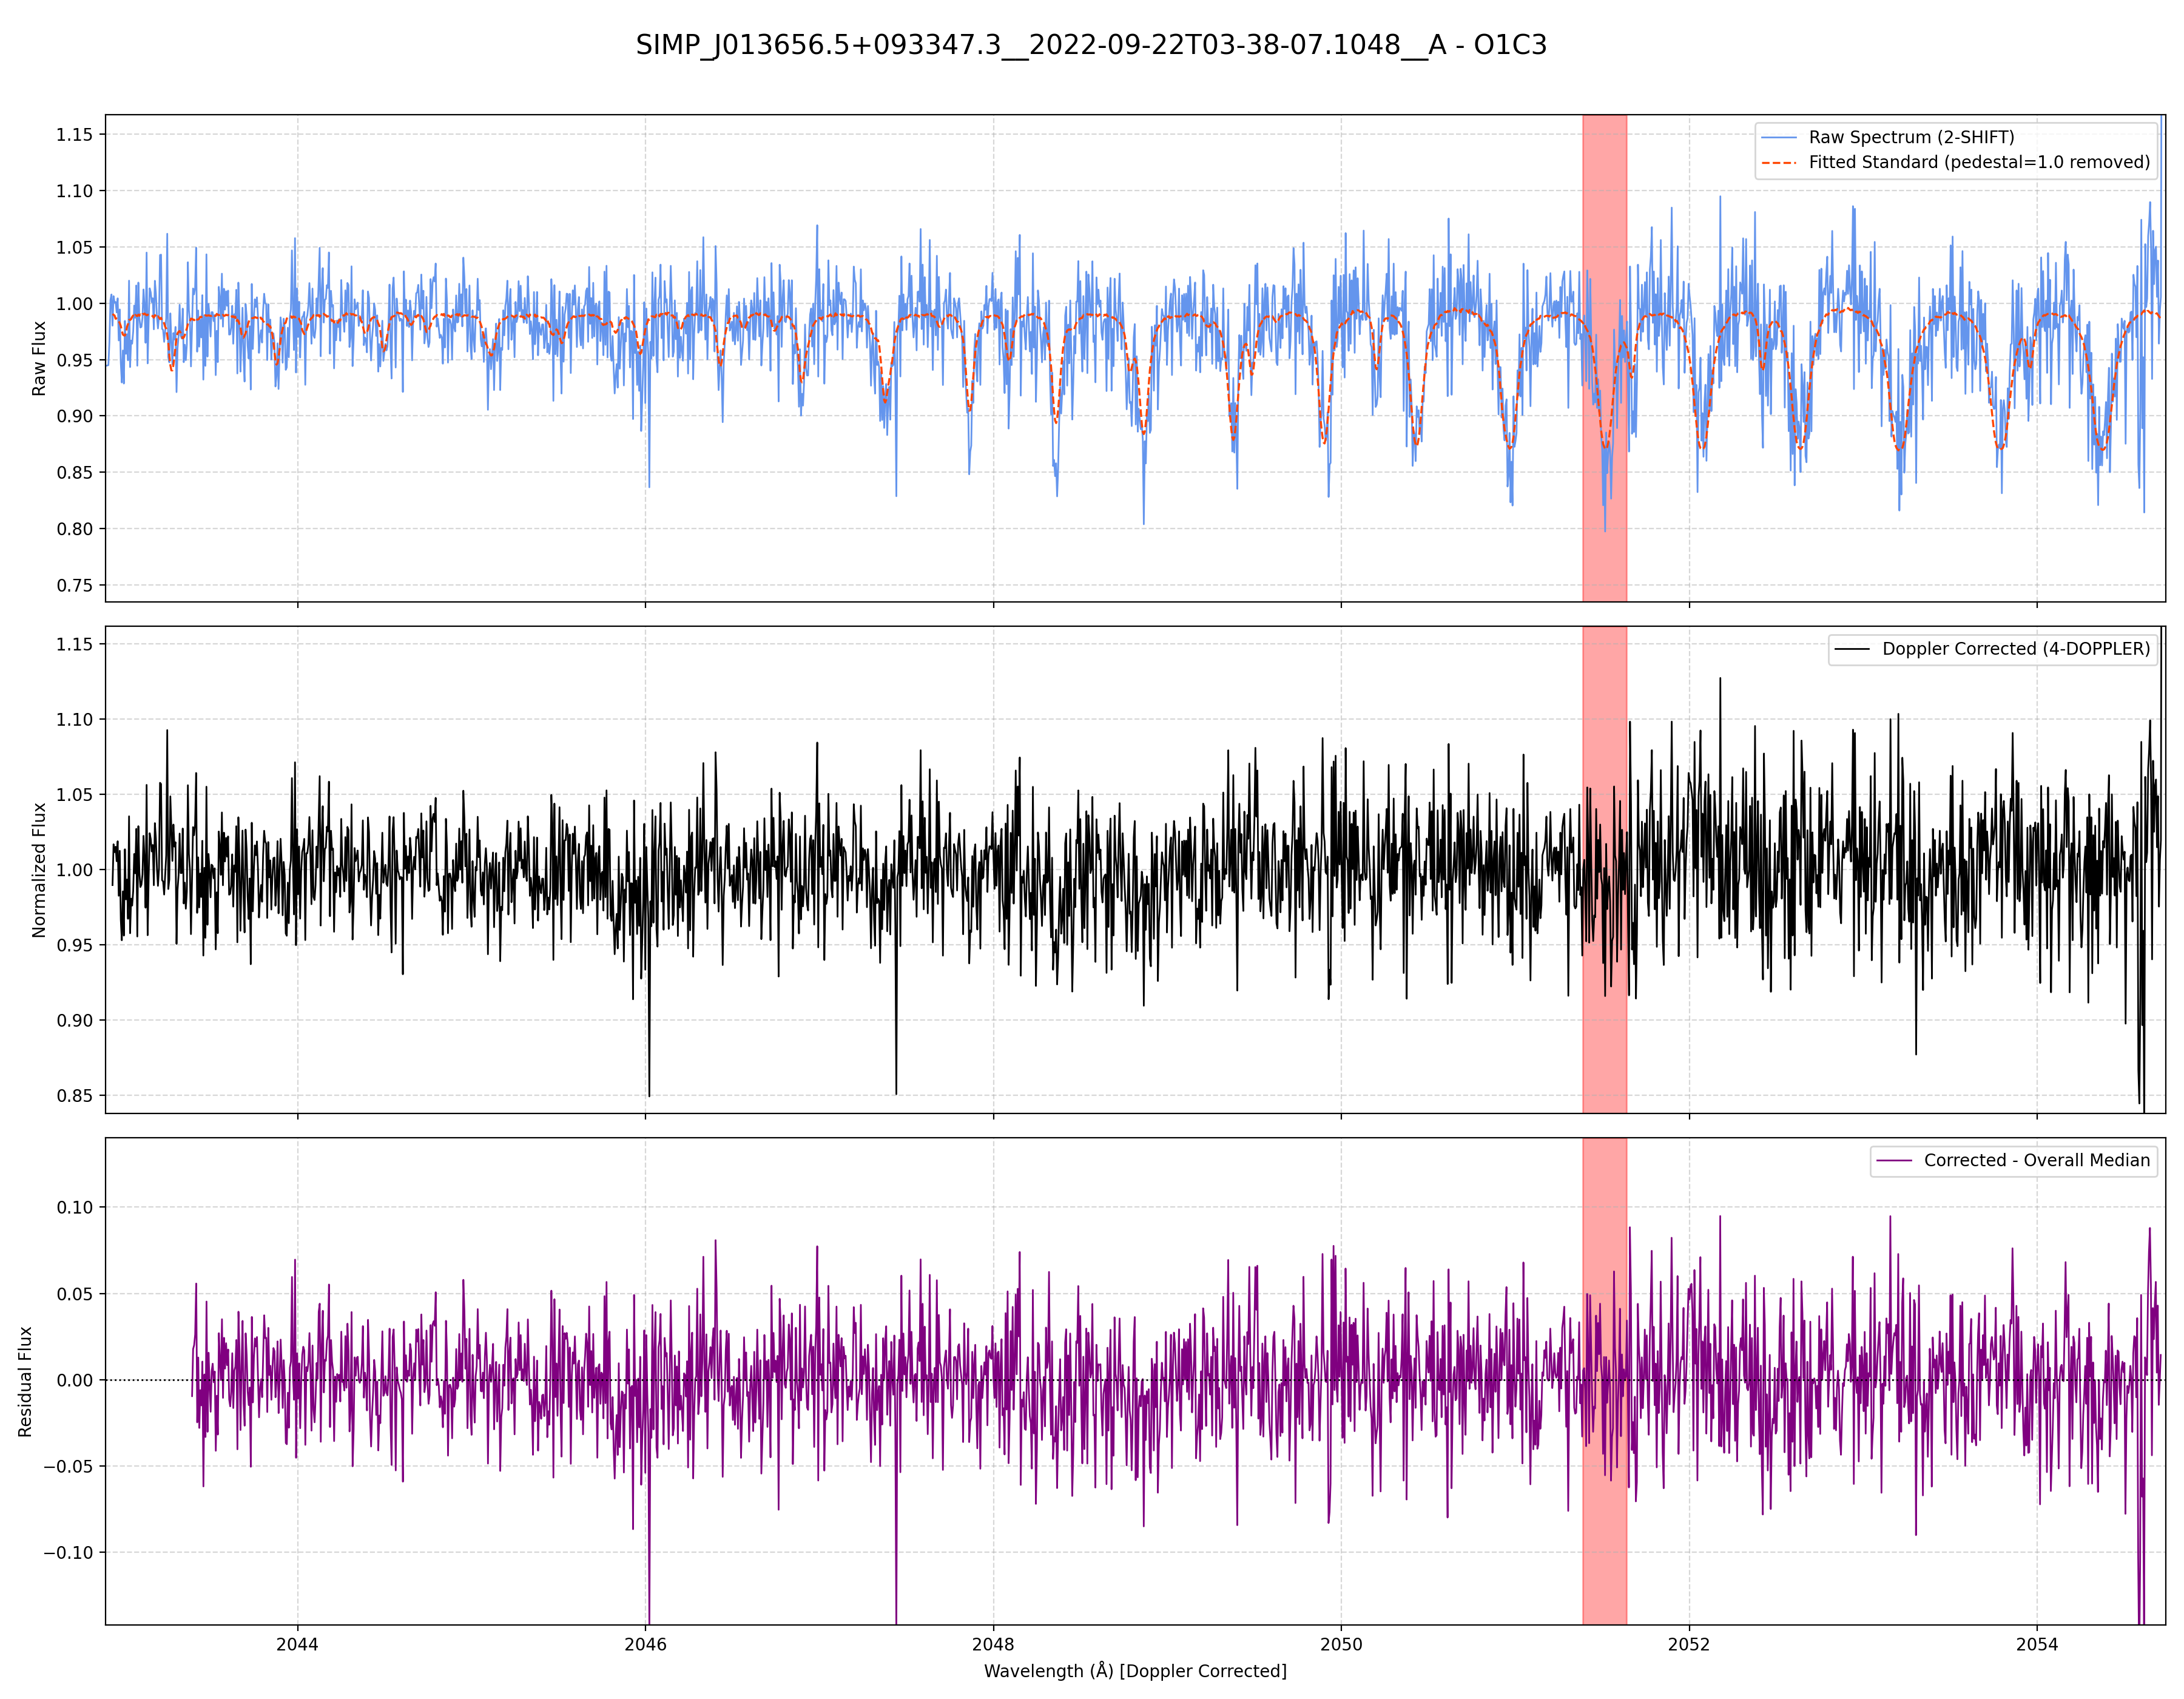 SIMP_J013656.5+093347.3__2022-09-22T03-38-07.1048__A - O1C3
Raw Flux
1.15
1.10
1.05
1.00
0.95
0.90
0.85
0.80
0.75
Raw Spectrum (2-SHIFT)
Fitted Standard (pedestal=1.0 removed)
Normalized Flux
1.15
1.10
1.05
1.00
0.95
0.90
0.85
Doppler Corrected (4-DOPPLER)
Residual Flux
0.10
0.05
0.00
−0.05
−0.10
Corrected - Overall Median
2044 2046 2048 2050 2052 2054
Wavelength (Å) [Doppler Corrected]